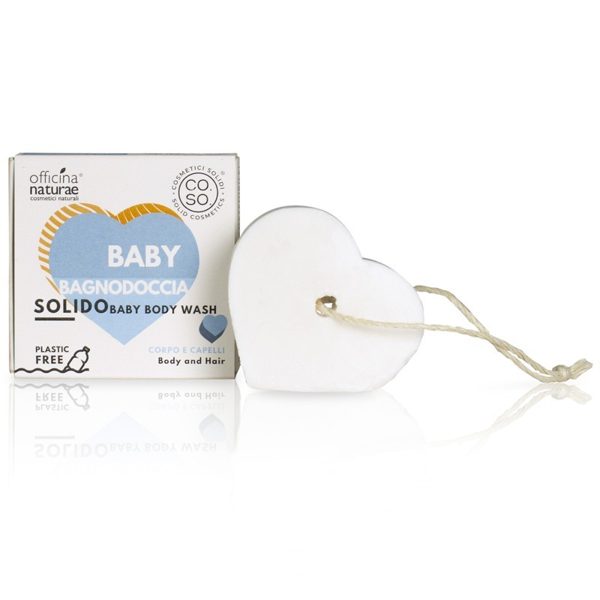 officina®
naturae
cosmetici naturali
COSMETICI SOLIDI
CO.
SO.
SOLID COSMETICS
BABY
BAGNODOCCIA
SOLIDO BABY BODY WASH
PLASTIC
FREE
CORPO E CAPELLI
Body and Hair